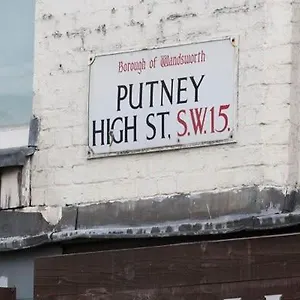 Borough of Wandsworth
PUTNEY
HIGH ST. S.W.15.